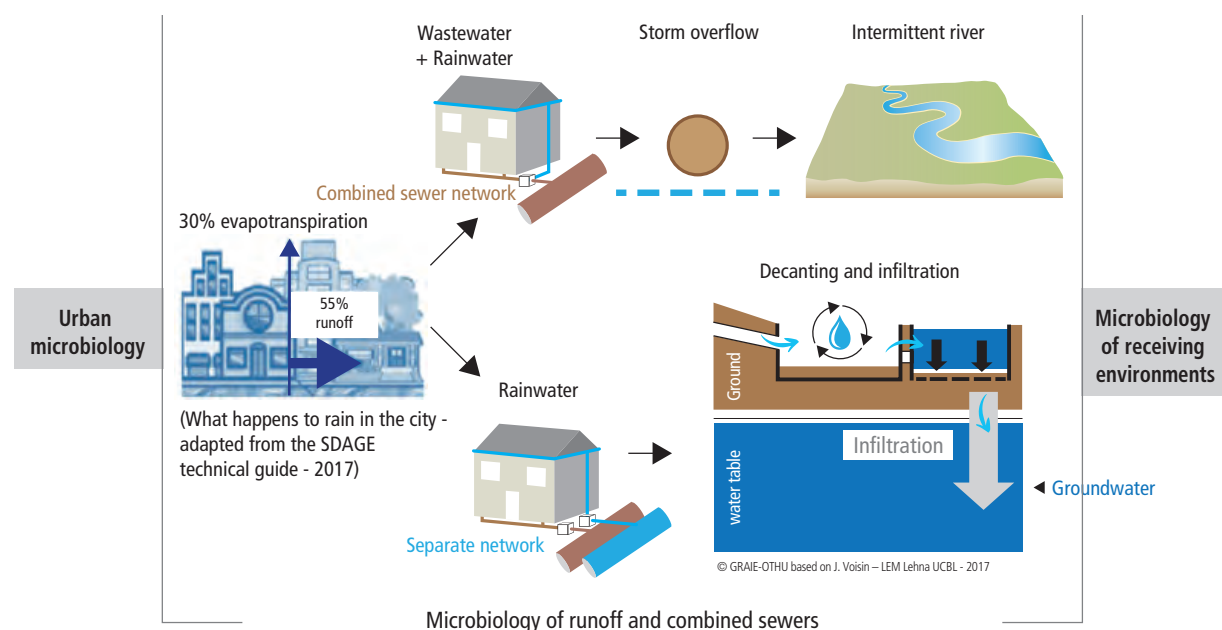 Wastewater
+ Rainwater
Storm overflow
Intermittent river
Combined sewer network
30% evapotranspiration
55%
runoff
Urban
microbiology
(What happens to rain in the city -
adapted from the SDAGE
technical guide - 2017)
Rainwater
Separate network
Decanting and infiltration
Ground
water table
Infiltration
Groundwater
© GRAIE-OTHU based on J. Voisin – LEM Lehna UCBL - 2017
Microbiology
of receiving
environments
Microbiology of runoff and combined sewers